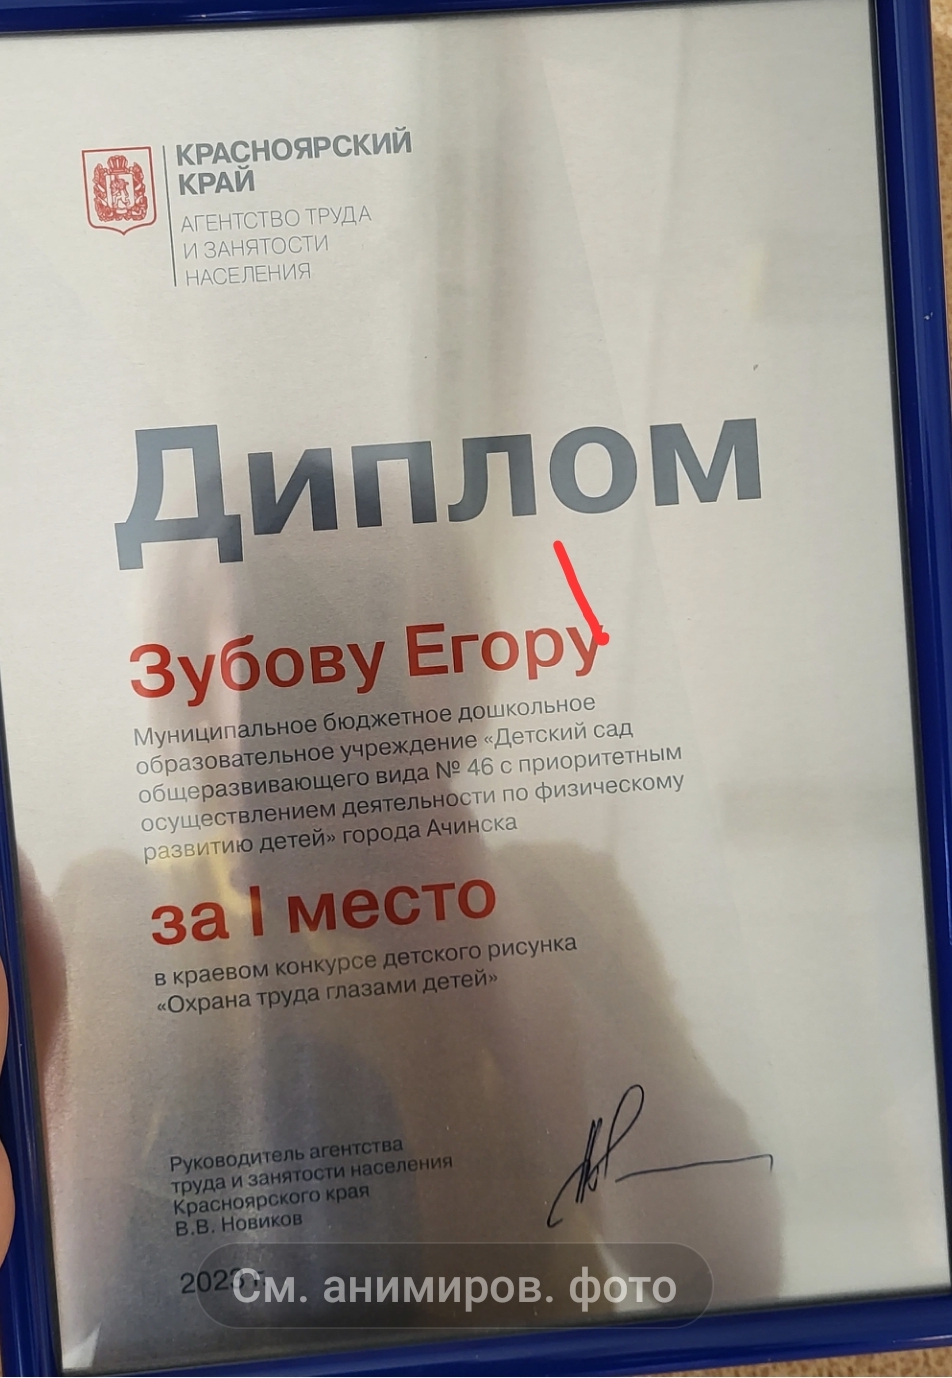 КРАСНОЯРСКИЙ
КРАЙ
АГЕНТСТВО ТРУДА
И ЗАНЯТОСТИ
НАСЕЛЕНИЯ
Диплом
Зубову Егору
Муниципальное бюджетное дошкольное
образовательное учреждение «Детский сад
общеразвивающего вида № 46 с приоритетным
осуществлением деятельности по физическому
развитию детей» города Ачинска
за I место
в краевом конкурсе детского рисунка
«Охрана труда глазами детей»
Руководитель агентства
труда и занятости населения
Красноярского края
В.В. Новиков
2023 г.
См. анимиров. фото